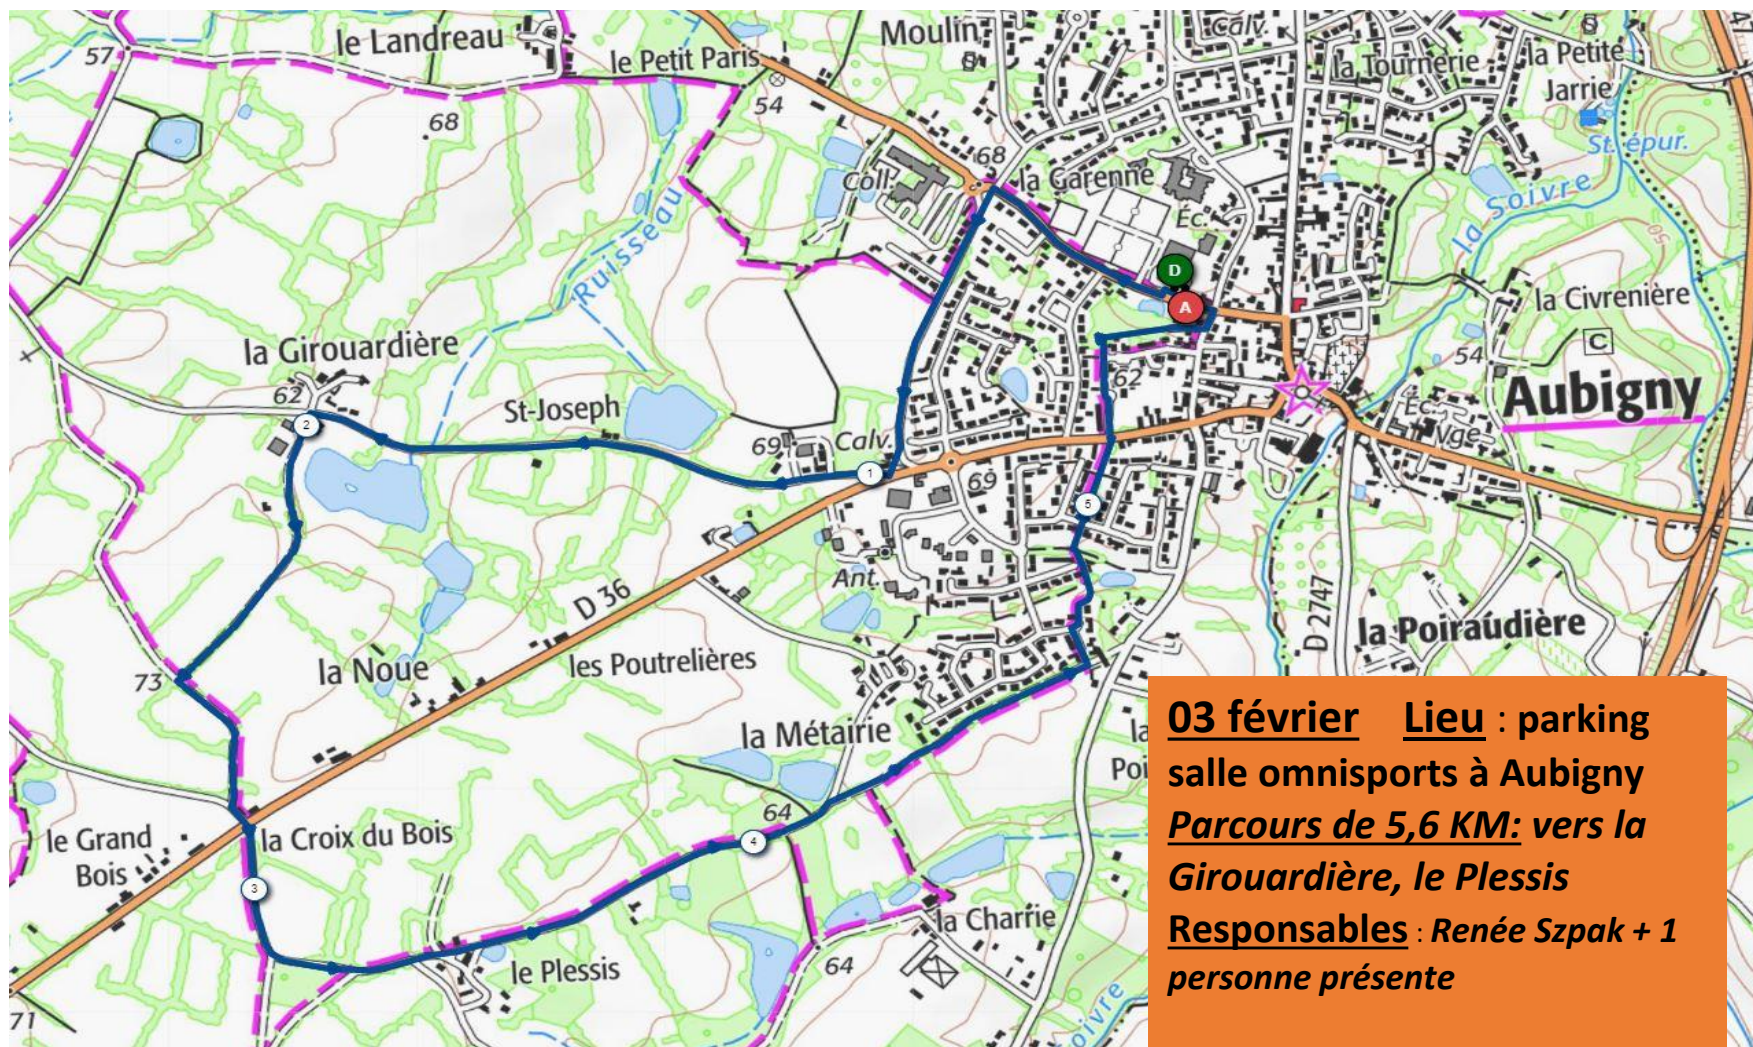 Moulin
Calv.
le Landreau
57
le Petit Paris
la Tournerie
la Petite
Jarrie
54
68
St. épur.
68
Coll.
la Garenne
la Soivre
Ruisseau
Éc.
50
D
A
la Civrenière
la Girouardière
54
C
62
62
Aubigny
St-Joseph
Éc.
Vge
2
69
Calv.
1
69
5
Ant.
D 36
D 2747
la Poiraudière
les Poutrelières
la Noue
73
la Métairie
la
Poi
64
le Grand
Bois
la Croix du Bois
4
3
la Charrie
le Plessis
64
71
Soivre
03 février Lieu : parking
salle omnisports à Aubigny
Parcours de 5,6 KM: vers la
Girouardière, le Plessis
Responsables : Renée Szpak + 1
personne présente